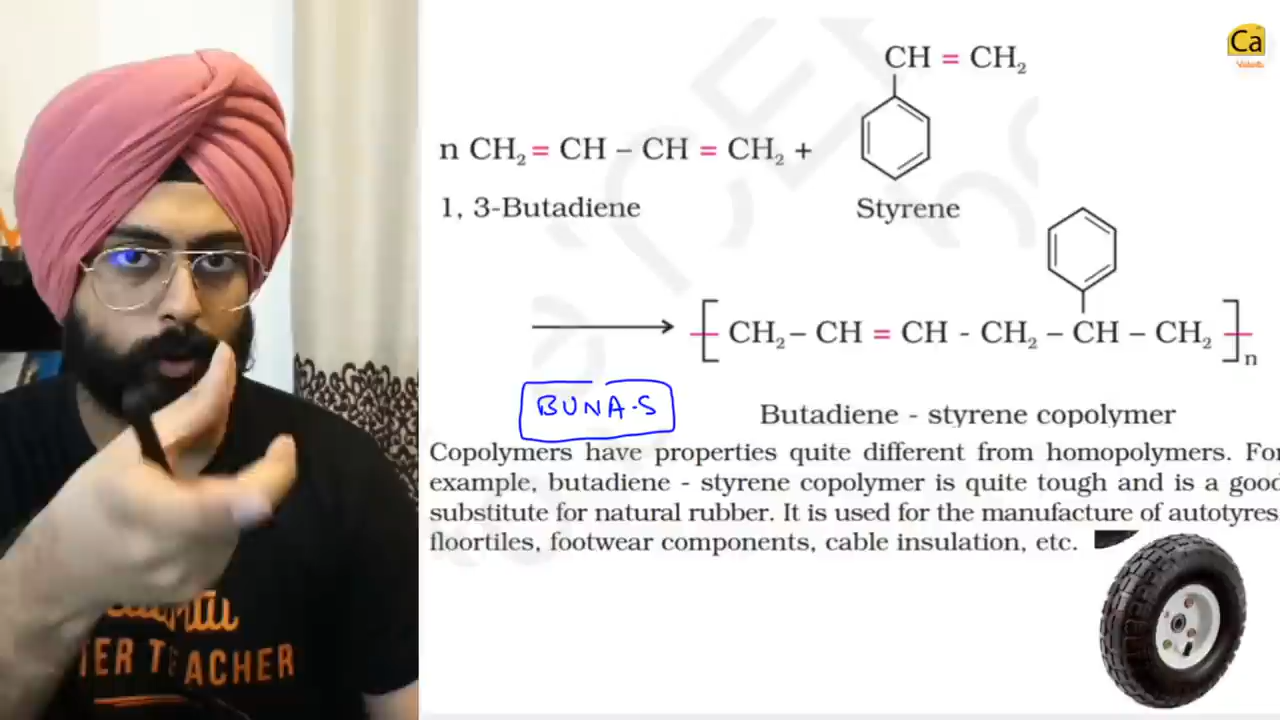 Ca
Vedantu
CH = CH₂
n CH₂ = CH – CH = CH₂ +
1, 3-Butadiene
Styrene
CH₂ – CH = CH - CH₂ – CH – CH₂
n
BUNA-S
Butadiene - styrene copolymer
Copolymers have properties quite different from homopolymers. For
example, butadiene - styrene copolymer is quite tough and is a good
substitute for natural rubber. It is used for the manufacture of autotyres
floortiles, footwear components, cable insulation, etc.
TEACHER